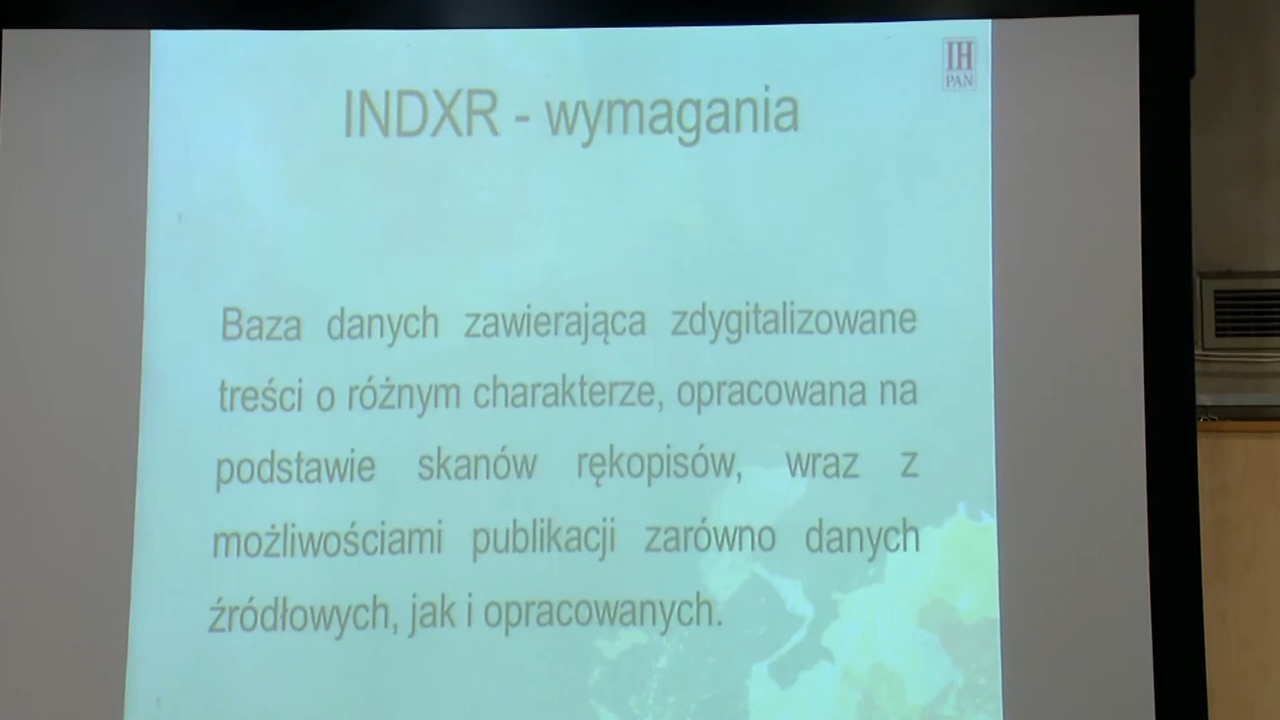 IH
PAN
INDXR - wymagania
Baza danych zawierająca zdygitalizowane
treści o różnym charakterze, opracowana na
podstawie skanów rękopisów, wraz z
możliwościami publikacji zarówno danych
źródłowych, jak i opracowanych.